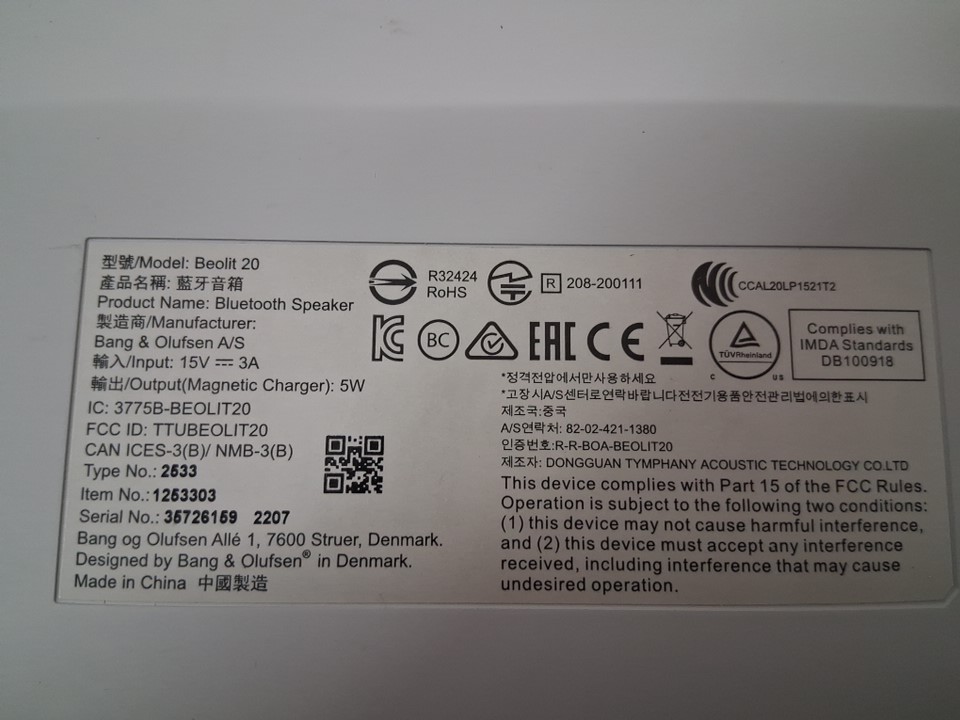 型號/Model: Beolit 20
產品名稱: 藍牙音箱
Product Name: Bluetooth Speaker
製造商/Manufacturer:
Bang & Olufsen A/S
輸入/Input: 15V ⎓ 3A
輸出/Output(Magnetic Charger): 5W
IC: 3775B-BEOLIT20
FCC ID: TTUBEOLIT20
CAN ICES-3(B)/ NMB-3(B)
Type No.: 2533
Item No.: 1253303
Serial No.: 35726159 2207
Bang og Olufsen Allé 1, 7600 Struer, Denmark.
Designed by Bang & Olufsen® in Denmark.
Made in China 中國製造
R32424
RoHS
R 208-200111
CCAL20LP1521T2
BC
EAC CE
TÜVRheinland
C US
Complies with
IMDA Standards
DB100918
*정격전압에서만사용하세요
*고장시A/S센터로연락바랍니다전전기용품안전관리법에의한표시
제조국:중국
A/S연락처: 82-02-421-1380
인증번호:R-R-BOA-BEOLIT20
제조자: DONGGUAN TYMPHANY ACOUSTIC TECHNOLOGY CO.LTD
This device complies with Part 15 of the FCC Rules.
Operation is subject to the following two conditions:
(1) this device may not cause harmful interference,
and (2) this device must accept any interference
received, including interference that may cause
undesired operation.